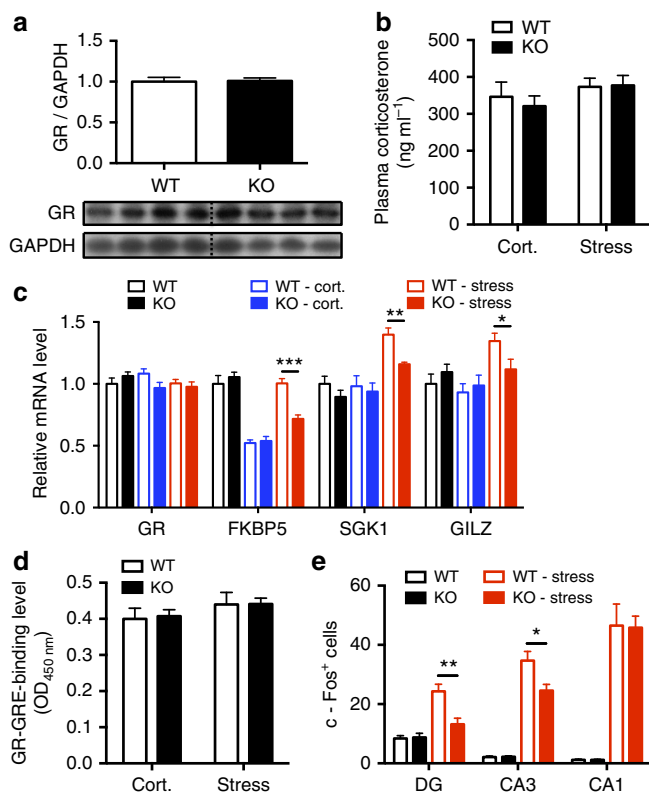 a
GR / GAPDH
1.5
1.0
0.5
0.0
WT KO
GR
GAPDH
b
WT
KO
Plasma corticosterone
(ng ml⁻¹)
500
400
300
200
100
0
Cort. Stress
c
WT WT - cort. WT - stress
KO KO - cort. KO - stress
Relative mRNA level
1.5
1.0
0.5
0.0
***
**
*
GR FKBP5 SGK1 GILZ
d
WT
KO
GR-GRE-binding level
(OD450 nm)
0.5
0.4
0.3
0.2
0.1
0.0
Cort. Stress
e
WT WT - stress
KO KO - stress
c - Fos⁺ cells
60
40
20
0
**
*
DG CA3 CA1